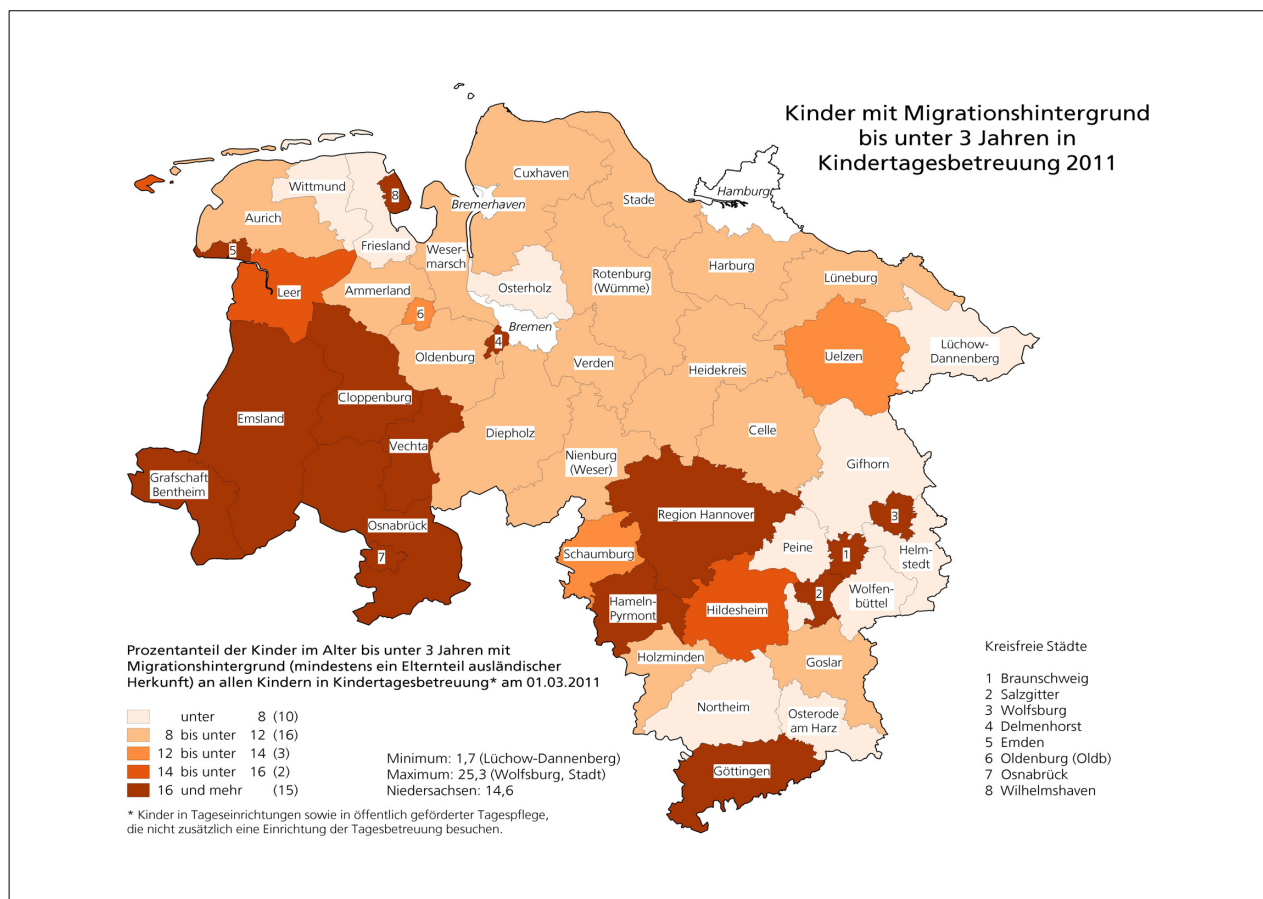 Kinder mit Migrationshintergrund
bis unter 3 Jahren in
Kindertagesbetreuung 2011
Cuxhaven
Wittmund
8
Bremerhaven
Stade
Hamburg
Aurich
Friesland
Weser-
marsch
5
Leer
Ammerland
6
Osterholz
Rotenburg
(Wümme)
Harburg
Lüneburg
Bremen
4
Oldenburg
Verden
Heidekreis
Uelzen
Lüchow-
Dannenberg
Cloppenburg
Emsland
Vechta
Diepholz
Nienburg
(Weser)
Celle
Gifhorn
Grafschaft
Bentheim
Osnabrück
7
Region Hannover
3
Schaumburg
Peine
1
Helm-
stedt
2
Wolfen-
büttel
Hameln-
Pyrmont
Hildesheim
Holzminden
Goslar
Northeim
Osterode
am Harz
Göttingen
Prozentanteil der Kinder im Alter bis unter 3 Jahren mit
Migrationshintergrund (mindestens ein Elternteil ausländischer
Herkunft) an allen Kindern in Kindertagesbetreuung* am 01.03.2011
unter 8 (10)
8 bis unter 12 (16)
12 bis unter 14 (3)
14 bis unter 16 (2)
16 und mehr (15)
Minimum: 1,7 (Lüchow-Dannenberg)
Maximum: 25,3 (Wolfsburg, Stadt)
Niedersachsen: 14,6
* Kinder in Tageseinrichtungen sowie in öffentlich geförderter Tagespflege,
die nicht zusätzlich eine Einrichtung der Tagesbetreuung besuchen.
Kreisfreie Städte
1 Braunschweig
2 Salzgitter
3 Wolfsburg
4 Delmenhorst
5 Emden
6 Oldenburg (Oldb)
7 Osnabrück
8 Wilhelmshaven